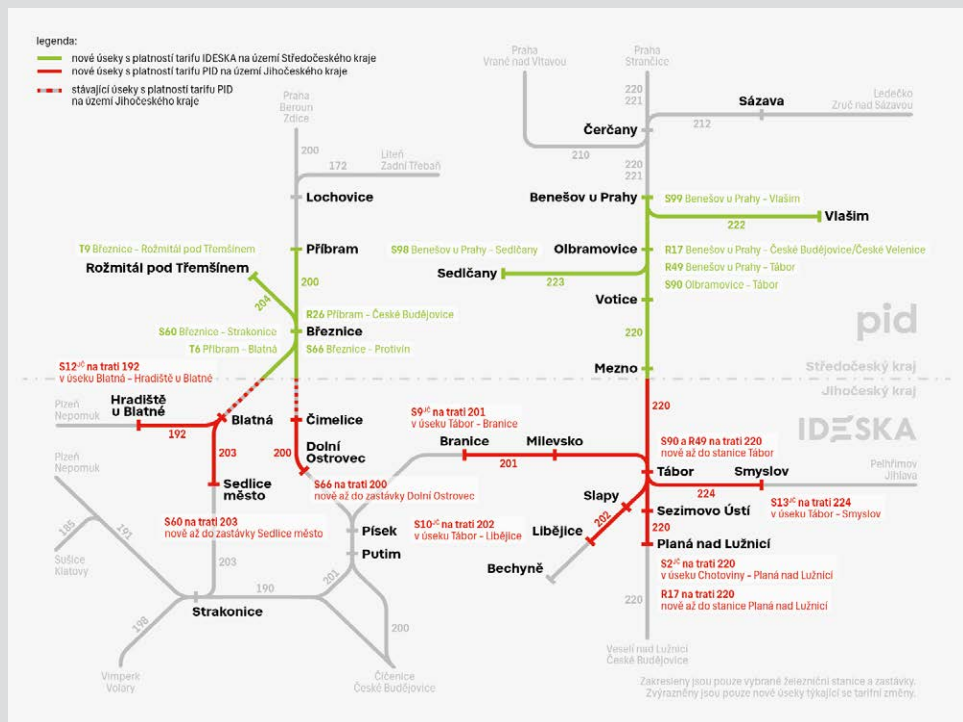 legenda:
nové úseky s platností tarifu IDESKA na území Středočeského kraje
nové úseky s platností tarifu PID na území Jihočeského kraje
stávající úseky s platností tarifu PID
na území Jihočeského kraje
Praha
Vrané nad Vltavou
Praha
Strančice
220
221
Sázava
Ledečko
Zruč nad Sázavou
212
Čerčany
210
220
221
Praha
Beroun
Zdice
200
172
Liteň
Zadní Třebaň
Lochovice
Benešov u Prahy
S99 Benešov u Prahy - Vlašim
Vlašim
222
T9 Březnice - Rožmitál pod Třemšínem
Příbram
S98 Benešov u Prahy - Sedlčany
Olbramovice
R17 Benešov u Prahy - České Budějovice/České Velenice
Rožmitál pod Třemšínem
Sedlčany
R49 Benešov u Prahy - Tábor
223
S90 Olbramovice - Tábor
200
204
Votice
R26 Příbram - České Budějovice
S60 Březnice - Strakonice
Březnice
220
pid
T6 Příbram - Blatná
S66 Březnice - Protivín
Mezno
Středočeský kraj
S12JČ na trati 192
v úseku Blatná - Hradiště u Blatné
Jihočeský kraj
Plzeň
Nepomuk
Hradiště
u Blatné
192
Blatná
Čimelice
S9JČ na trati 201
v úseku Tábor - Branice
220
IDESKA
Branice
Milevsko
201
S90 a R49 na trati 220
nově až do stanice Tábor
203
200
Dolní
Ostrovec
Plzeň
Nepomuk
Tábor
Smyslov
Pelhřimov
Jihlava
224
Sedlice
město
S66 na trati 200
nově až do zastávky Dolní Ostrovec
Slapy
202
Sezimovo Ústí
S13JČ na trati 224
v úseku Tábor - Smyslov
S60 na trati 203
nově až do zastávky Sedlice město
S10JČ na trati 202
v úseku Tábor - Libějice
Libějice
220
Písek
Planá nad Lužnicí
185
191
Putim
Bechyně
S2JČ na trati 220
v úseku Chotoviny - Planá nad Lužnicí
Sušice
Klatovy
203
190
201
R17 na trati 220
nově až do stanice Planá nad Lužnicí
220
Strakonice
198
200
Vimperk
Volary
Číčenice
České Budějovice
Veselí nad Lužnicí
České Budějovice
Zakresleny jsou pouze vybrané železniční stanice a zastávky.
Zvýrazněny jsou pouze nové úseky týkající se tarifní změny.